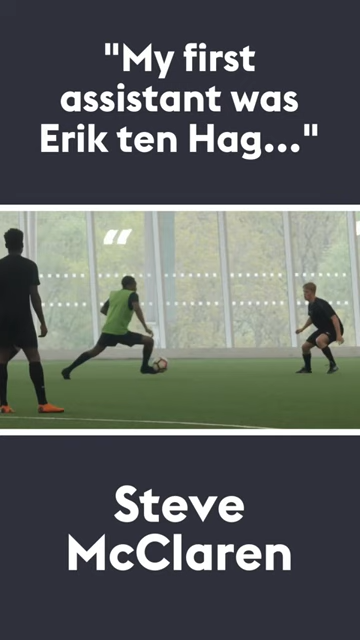 "My first
assistant was
Erik ten Hag..."
“
Steve
McClaren